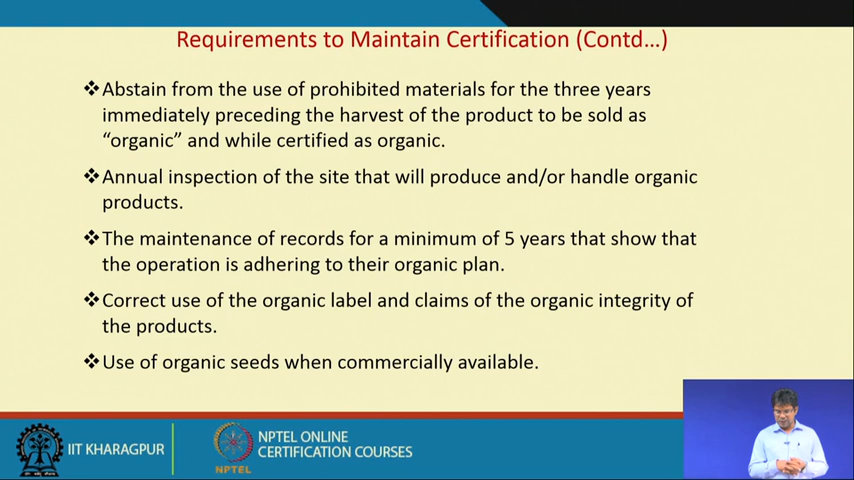 Requirements to Maintain Certification (Contd…)
❖Abstain from the use of prohibited materials for the three years
immediately preceding the harvest of the product to be sold as
“organic” and while certified as organic.
❖Annual inspection of the site that will produce and/or handle organic
products.
❖The maintenance of records for a minimum of 5 years that show that
the operation is adhering to their organic plan.
❖Correct use of the organic label and claims of the organic integrity of
the products.
❖Use of organic seeds when commercially available.
IIT KHARAGPUR
NPTEL
NPTEL ONLINE
CERTIFICATION COURSES